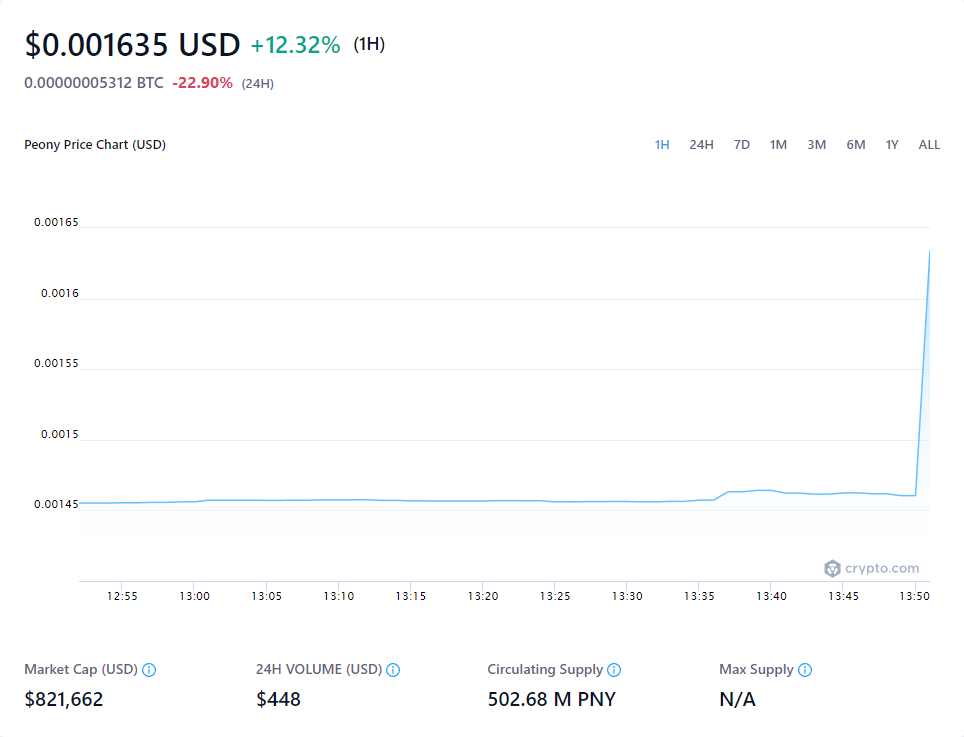 $0.001635 USD +12.32% (1H)
0.00000005312 BTC -22.90% (24H)
Peony Price Chart (USD) 1H 24H 7D 1M 3M 6M 1Y ALL
0.00165
0.0016
0.00155
0.0015
0.00145
crypto.com
12:55 13:00 13:05 13:10 13:15 13:20 13:25 13:30 13:35 13:40 13:45 13:50
Market Cap (USD) 24H VOLUME (USD) Circulating Supply Max Supply
$821,662 $448 502.68 M PNY N/A